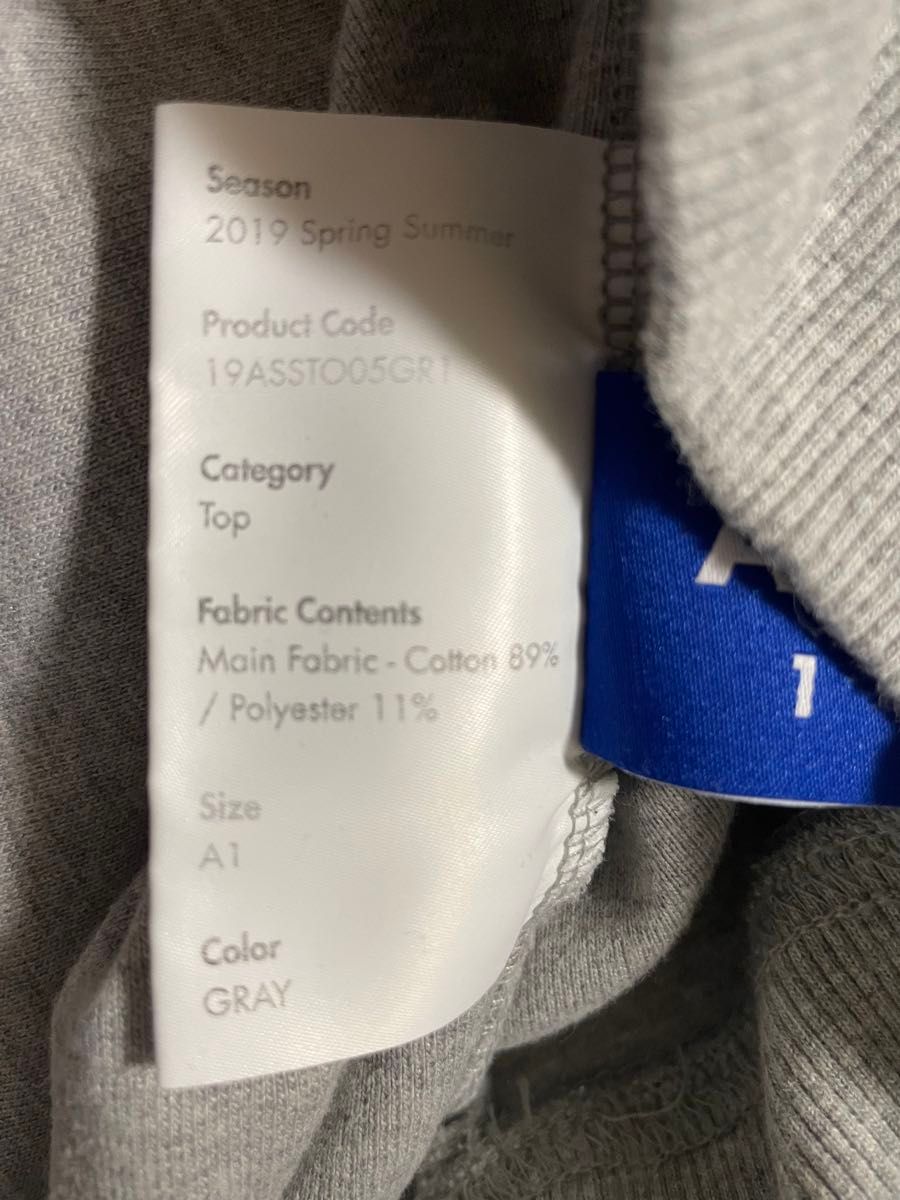 Season
2019 Spring Summer
Product Code
19ASSTO05GR1
Category
Top
Fabric Contents
Main Fabric - Cotton 89%
/ Polyester 11%
Size
A1
Color
GRAY
1